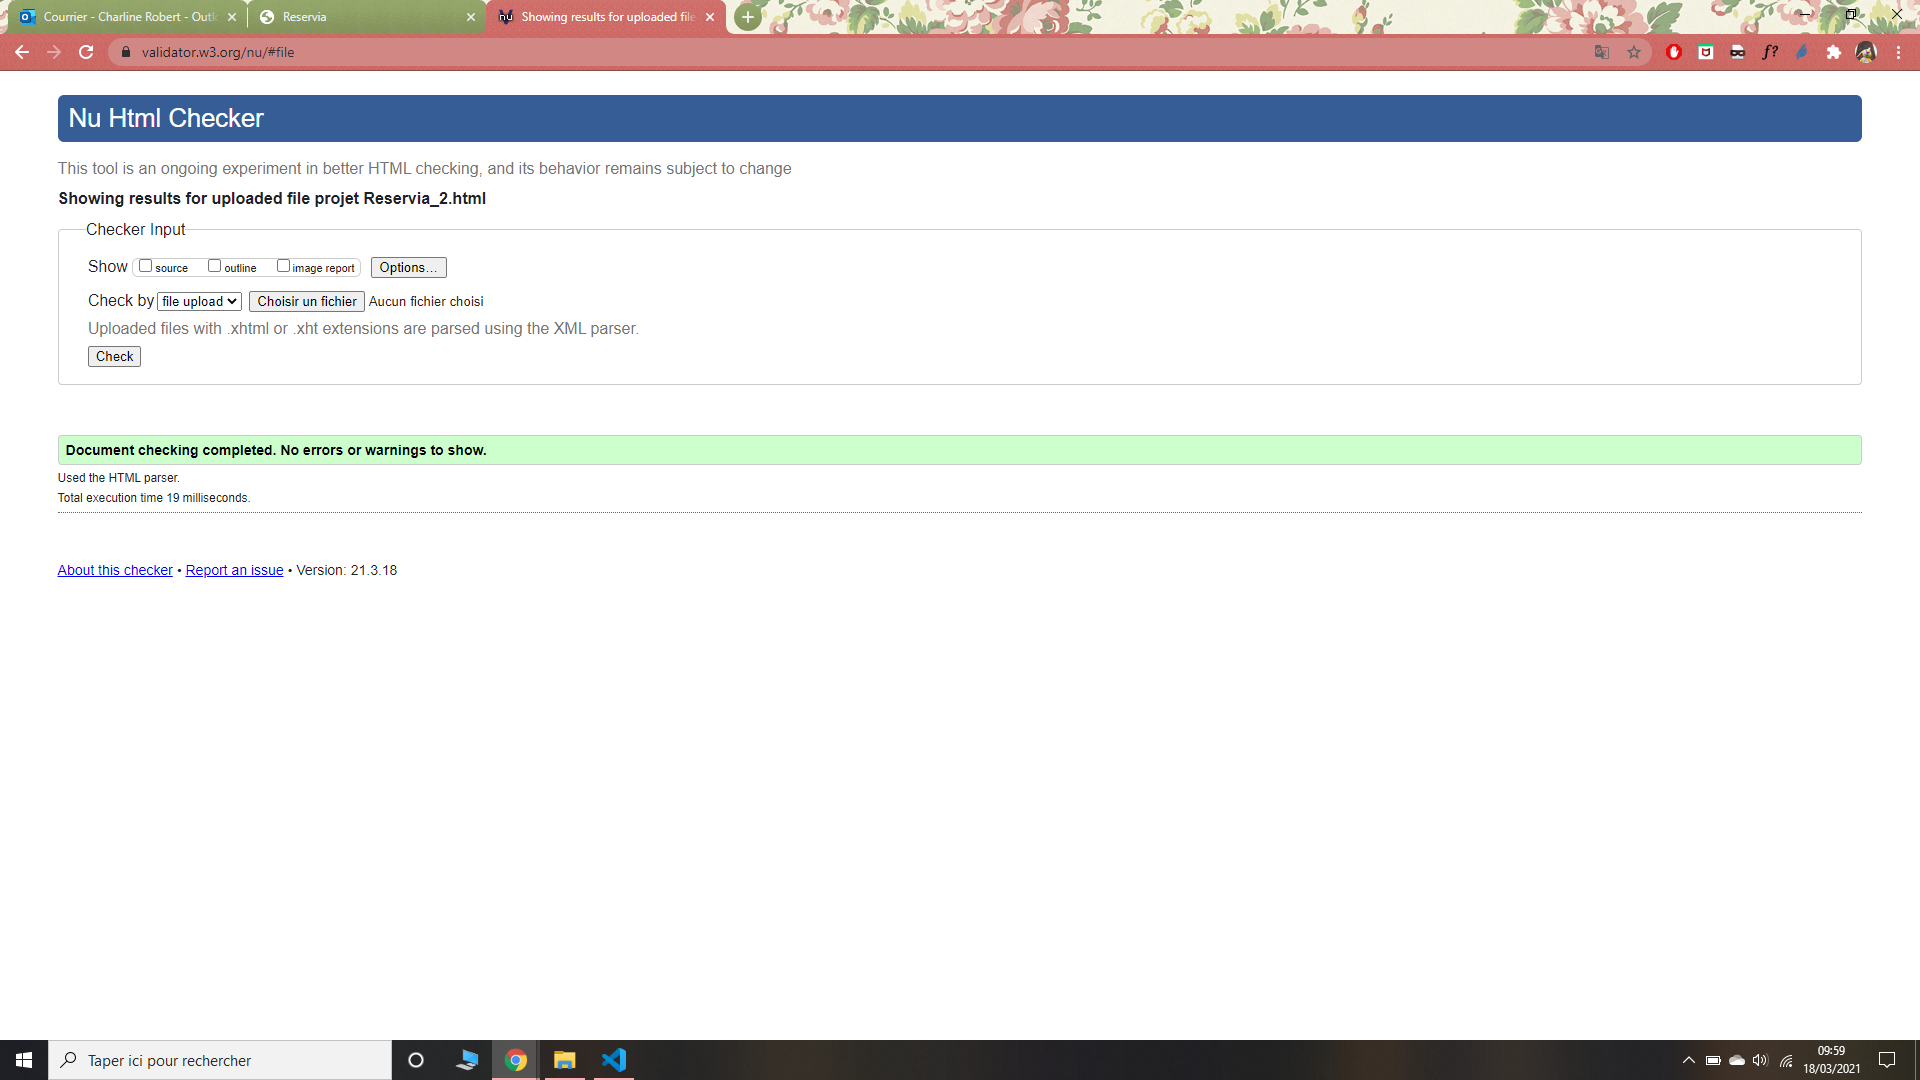 Courrier - Charline Robert - Outl
Reservia
Showing results for uploaded file
validator.w3.org/nu/#file
Nu Html Checker
This tool is an ongoing experiment in better HTML checking, and its behavior remains subject to change
Showing results for uploaded file projet Reservia_2.html
Checker Input
Show source outline image report Options...
Check by file upload Choisir un fichier Aucun fichier choisi
Uploaded files with .xhtml or .xht extensions are parsed using the XML parser.
Check
Document checking completed. No errors or warnings to show.
Used the HTML parser.
Total execution time 19 milliseconds.
About this checker • Report an issue • Version: 21.3.18
Taper ici pour rechercher
09:59
18/03/2021